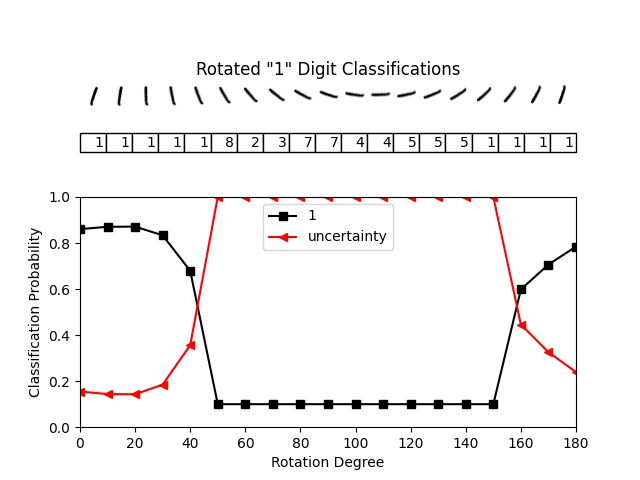 Rotated "1" Digit Classifications
1 1 1 1 1 8 2 3 7 7 4 4 5 5 5 1 1 1 1
1.0
1
uncertainty
0.8
0.6
0.4
0.2
0.0
Classification Probability
0 20 40 60 80 100 120 140 160 180
Rotation Degree